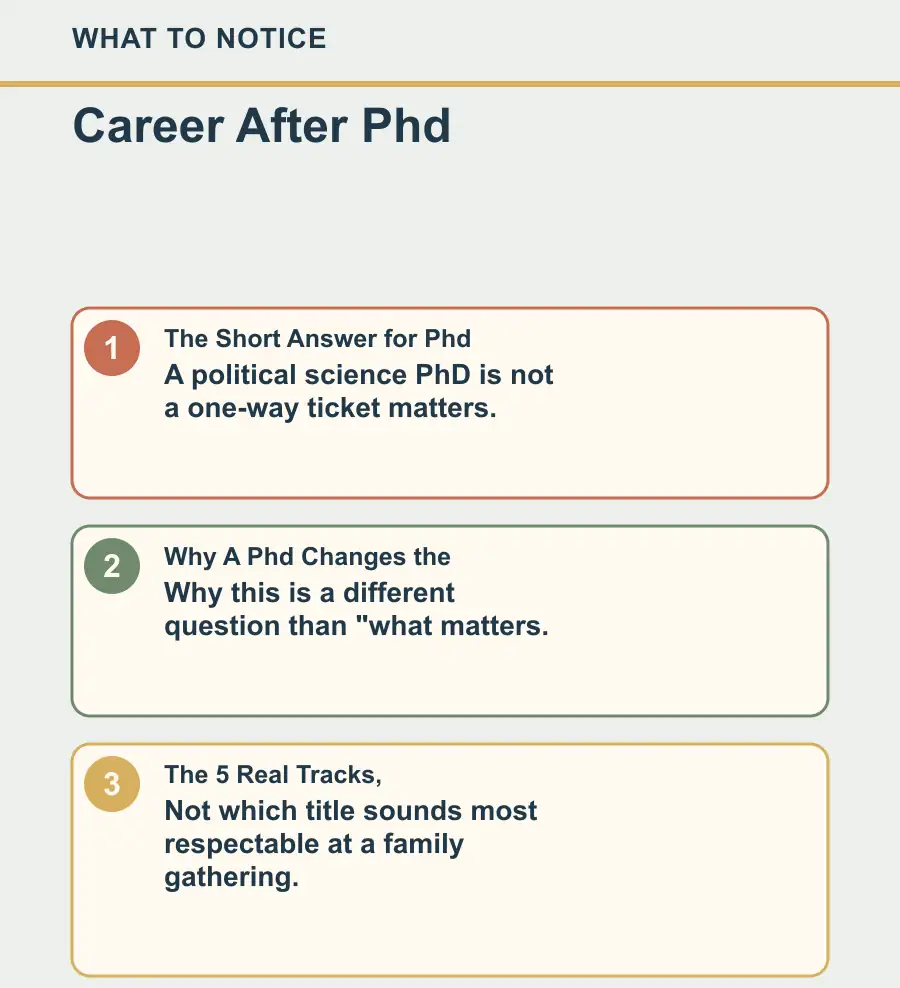 WHAT TO NOTICE
Career After Phd
1
The Short Answer for Phd
A political science PhD is not
a one-way ticket matters.
2
Why A Phd Changes the
Why this is a different
question than "what matters.
3
The 5 Real Tracks,
Not which title sounds most
respectable at a family
gathering.